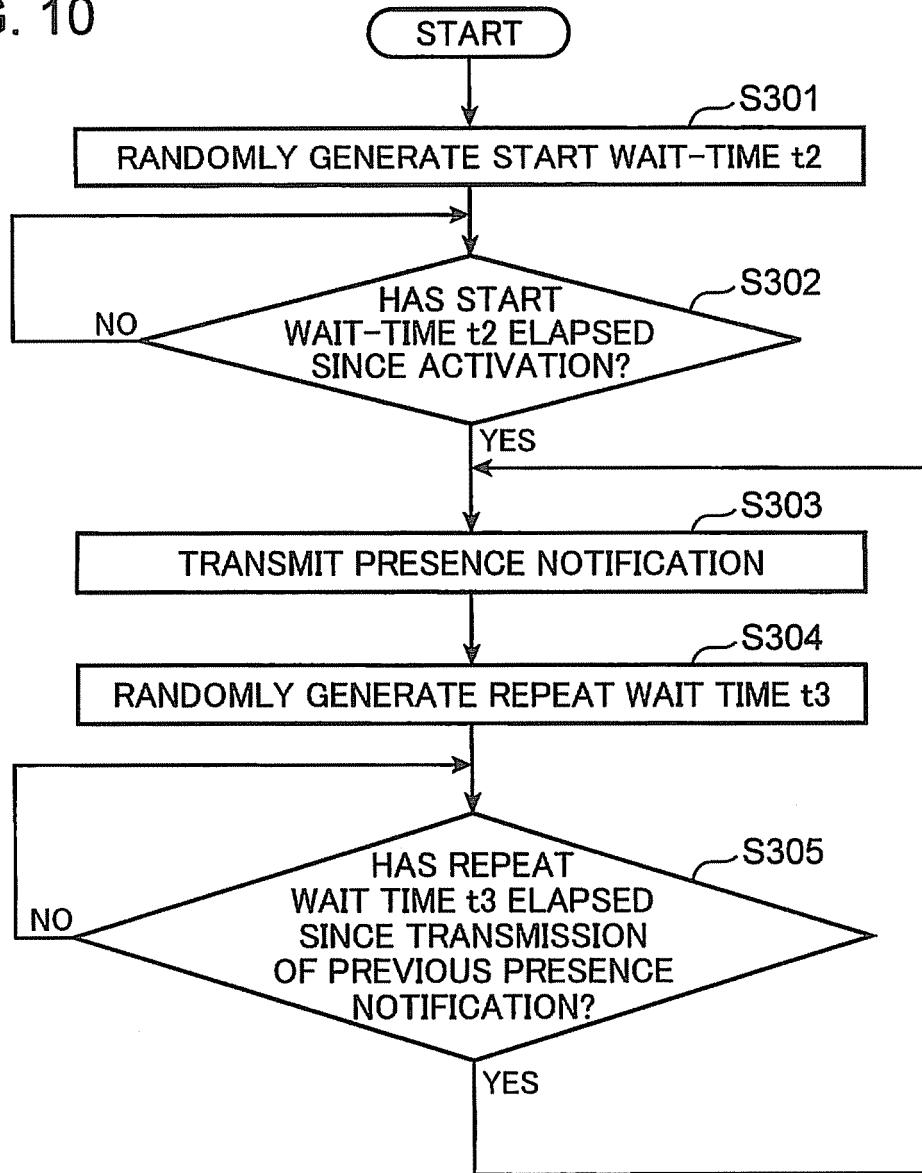 G. 10
START
S301
RANDOMLY GENERATE START WAIT-TIME t2
S302
HAS START
WAIT-TIME t2 ELAPSED
SINCE ACTIVATION?
NO
YES
S303
TRANSMIT PRESENCE NOTIFICATION
S304
RANDOMLY GENERATE REPEAT WAIT TIME t3
S305
HAS REPEAT
WAIT TIME t3 ELAPSED
SINCE TRANSMISSION
OF PREVIOUS PRESENCE
NOTIFICATION?
NO
YES